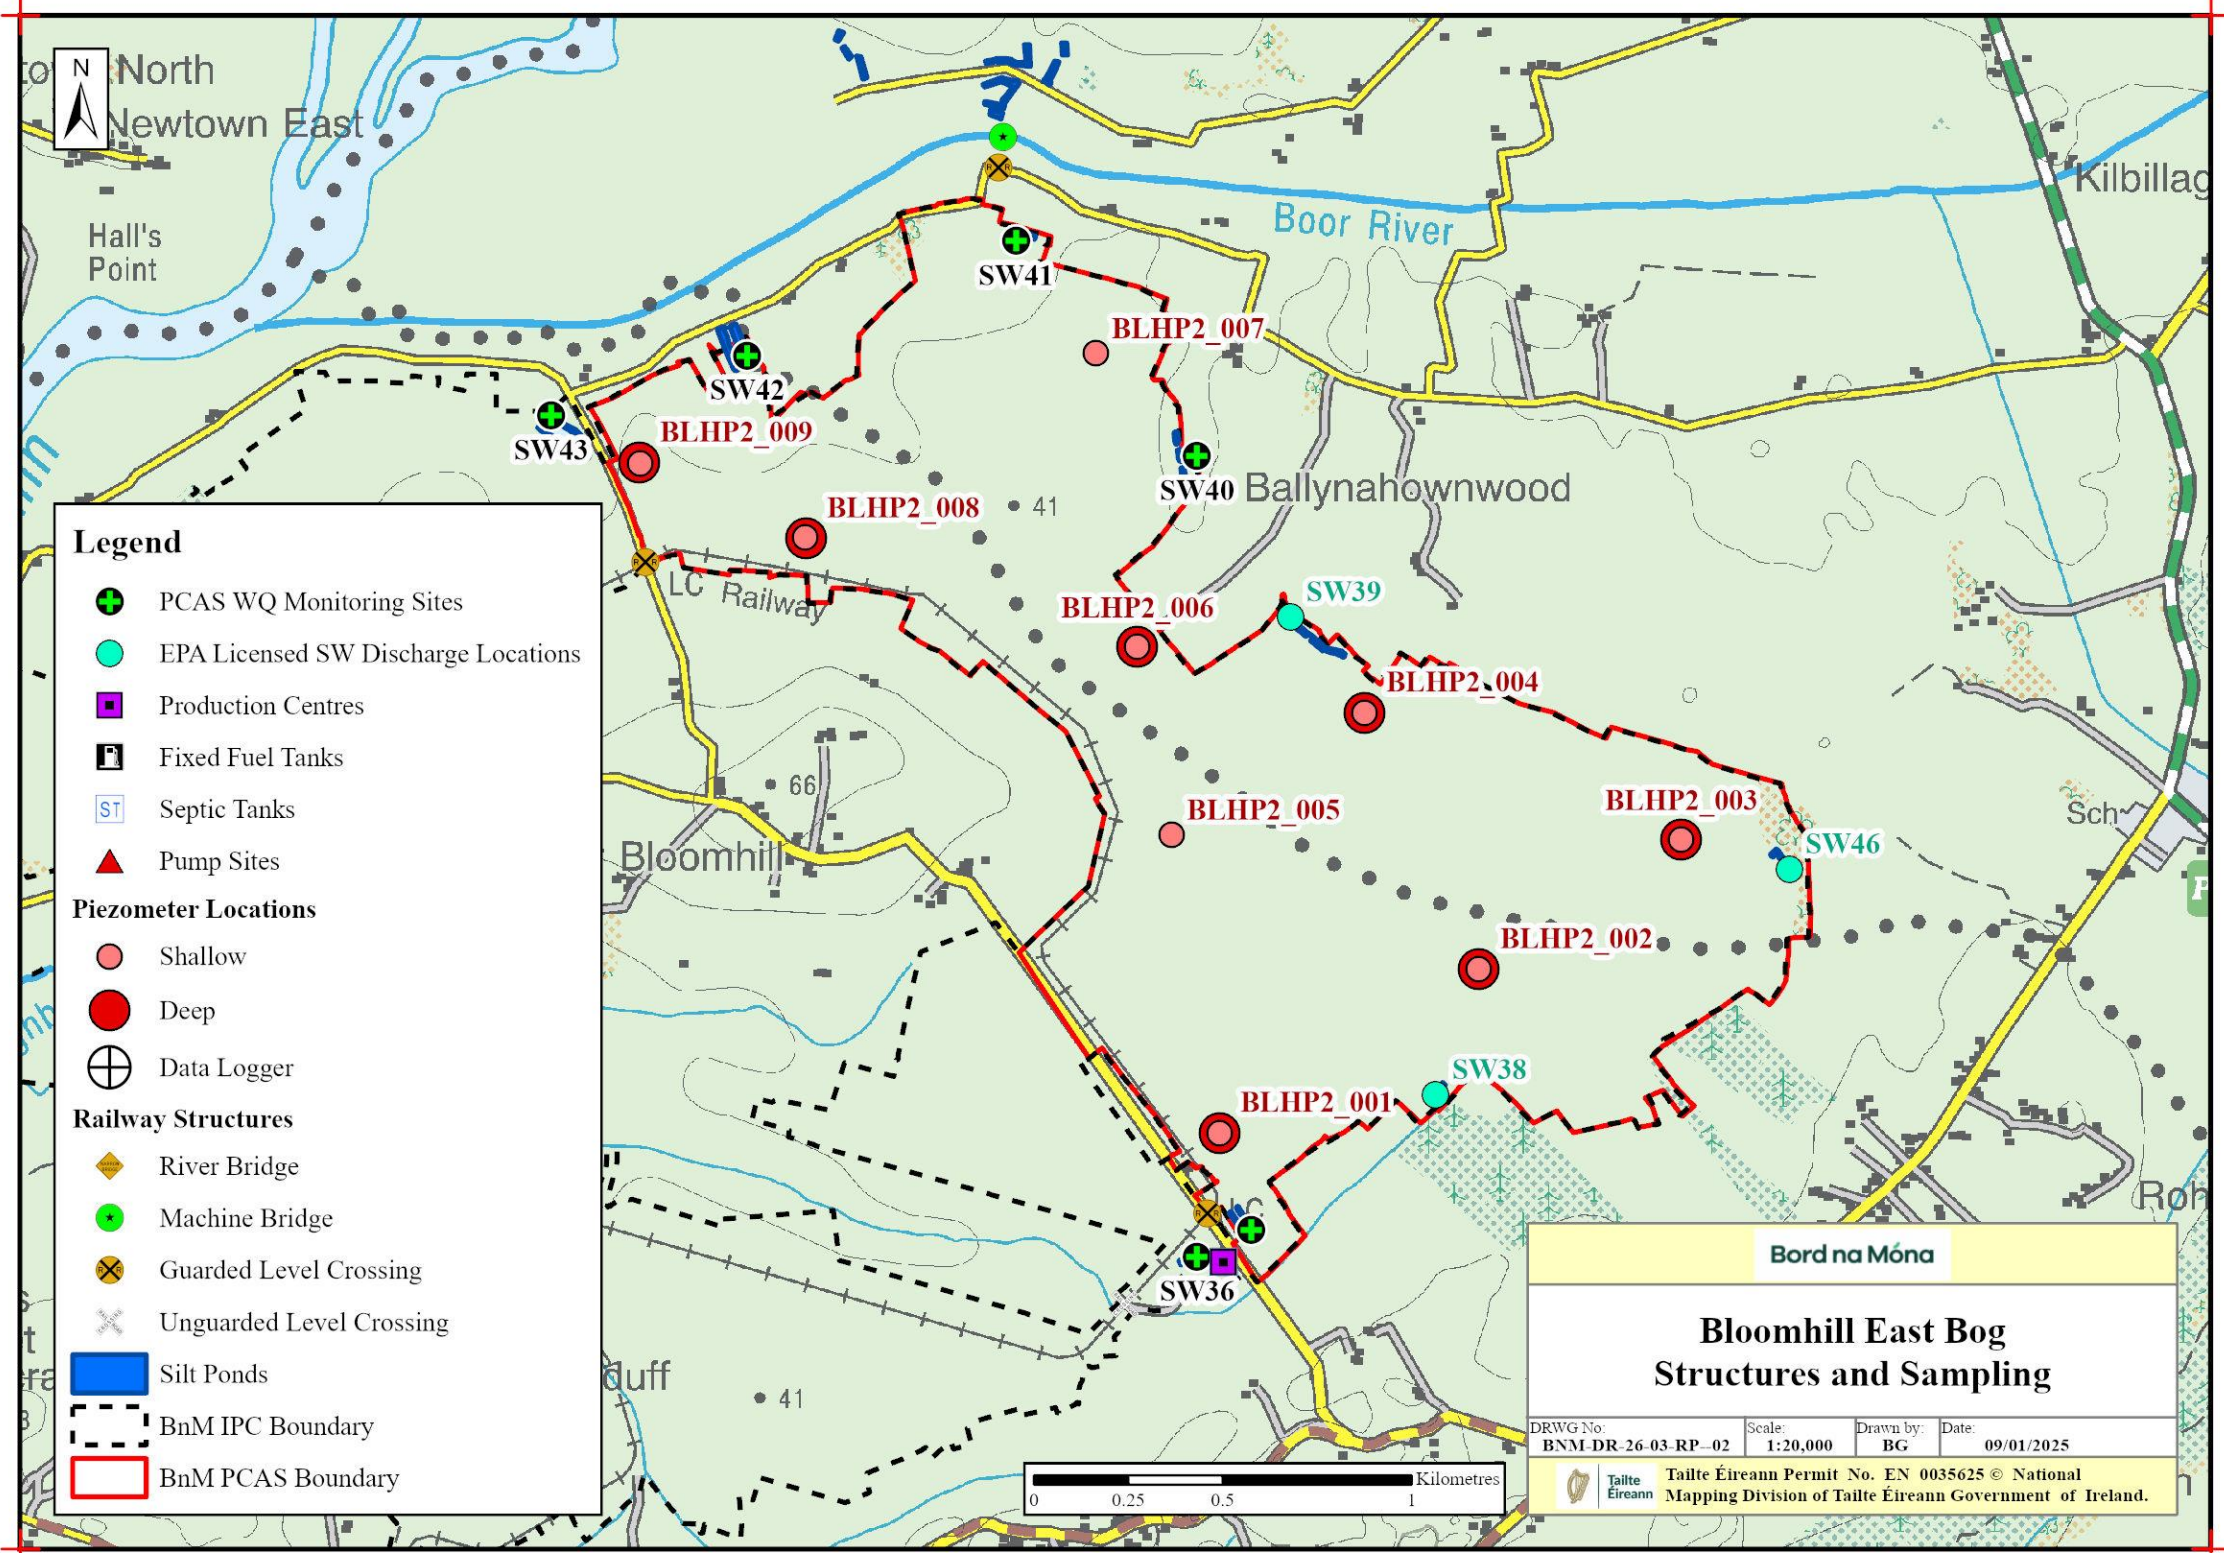 North
N
Newtown East
Hall's
Point
Boor River
SW41
BLHP2_007
SW42
SW43
BLHP2_009
SW40
Ballynahownwood
BLHP2_008
41
LC Railway
SW39
BLHP2_006
BLHP2_004
66
BLHP2_005
BLHP2_003
Sch
SW46
Bloomhill
BLHP2_002
SW38
BLHP2_001
LC
SW36
duff
41
Legend
PCAS WQ Monitoring Sites
EPA Licensed SW Discharge Locations
Production Centres
Fixed Fuel Tanks
ST
Septic Tanks
Pump Sites
Piezometer Locations
Shallow
Deep
Data Logger
Railway Structures
River Bridge
Machine Bridge
Guarded Level Crossing
Unguarded Level Crossing
Silt Ponds
BnM IPC Boundary
BnM PCAS Boundary
Kilometres
0 0.25 0.5 1
Bord na Móna
Bloomhill East Bog
Structures and Sampling
DRWG No: Scale: Drawn by: Date:
BNM-DR-26-03-RP--02 1:20,000 BG 09/01/2025
Tailte
Éireann
Tailte Éireann Permit No. EN 0035625 © National
Mapping Division of Tailte Éireann Government of Ireland.